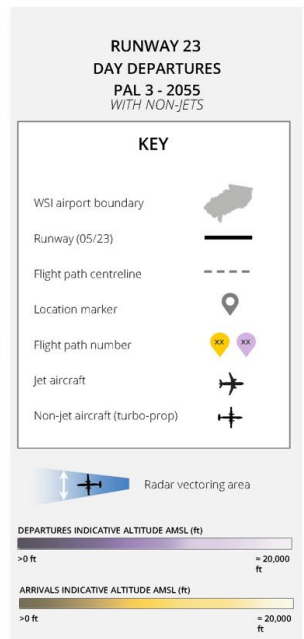 RUNWAY 23
DAY DEPARTURES
PAL 3 - 2055
WITH NON-JETS
KEY
WSI airport boundary
Runway (05/23)
Flight path centreline
Location marker
Flight path number
XX XX
Jet aircraft
Non-jet aircraft (turbo-prop)
Radar vectoring area
DEPARTURES INDICATIVE ALTITUDE AMSL (ft)
>0 ft ≈ 20,000
ft
ARRIVALS INDICATIVE ALTITUDE AMSL (ft)
>0 ft ≈ 20,000
ft